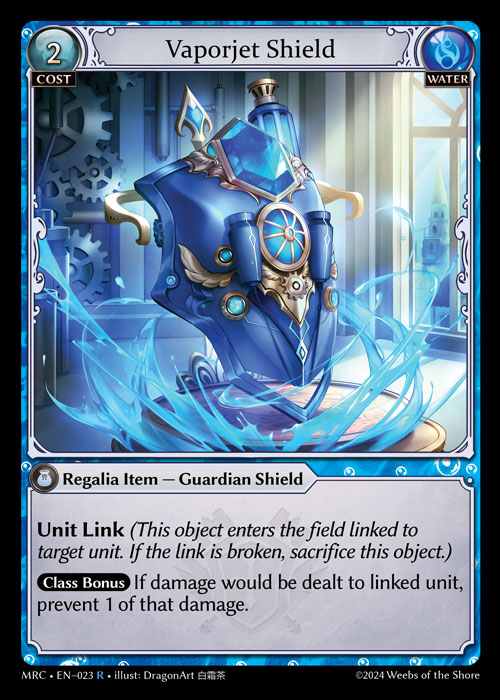 2
Vaporjet Shield
COST
WATER
Regalia Item — Guardian Shield
Unit Link (This object enters the field linked to
target unit. If the link is broken, sacrifice this object.)
Class Bonus If damage would be dealt to linked unit,
prevent 1 of that damage.
MRC • EN–023 R • illust: DragonArt 白霜茶
©2024 Weebs of the Shore